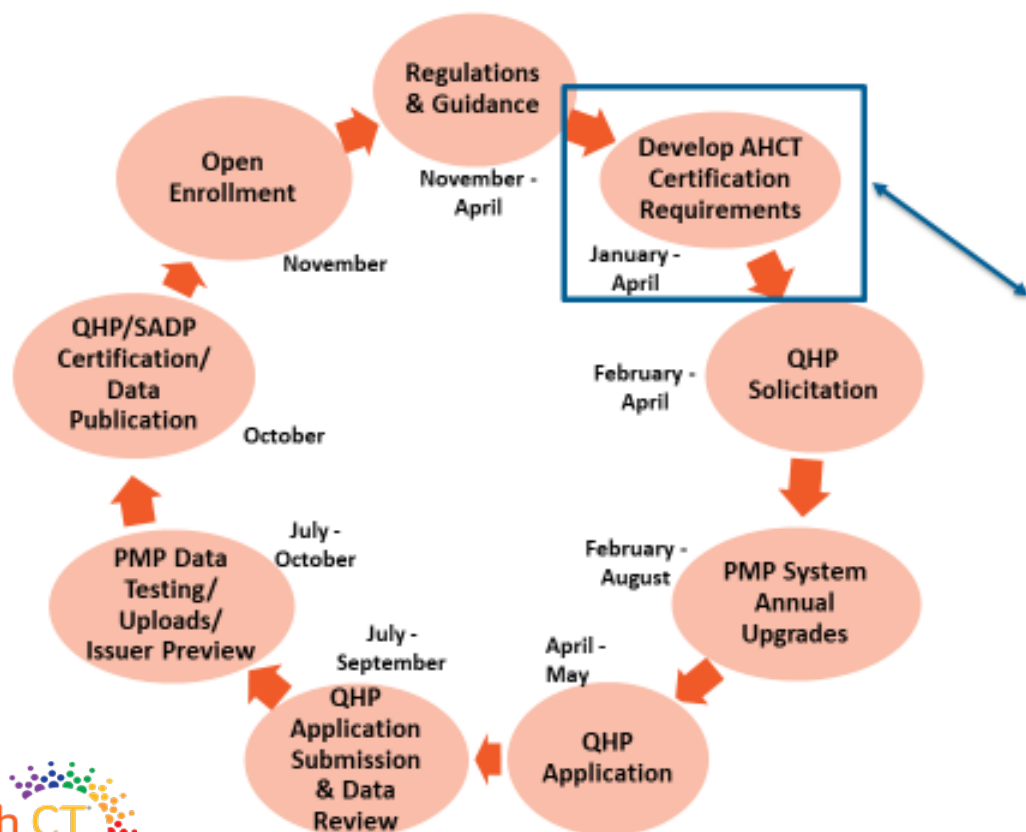 Regulations
& Guidance
November -
April
Develop AHCT
Certification
Requirements
January -
April
QHP
Solicitation
February -
April
PMP System
Annual
Upgrades
February -
August
QHP
Application
April -
May
QHP
Application
Submission
& Data
Review
July -
September
PMP Data
Testing/
Uploads/
Issuer Preview
July -
October
QHP/SADP
Certification/
Data
Publication
October
Open
Enrollment
November
h CT